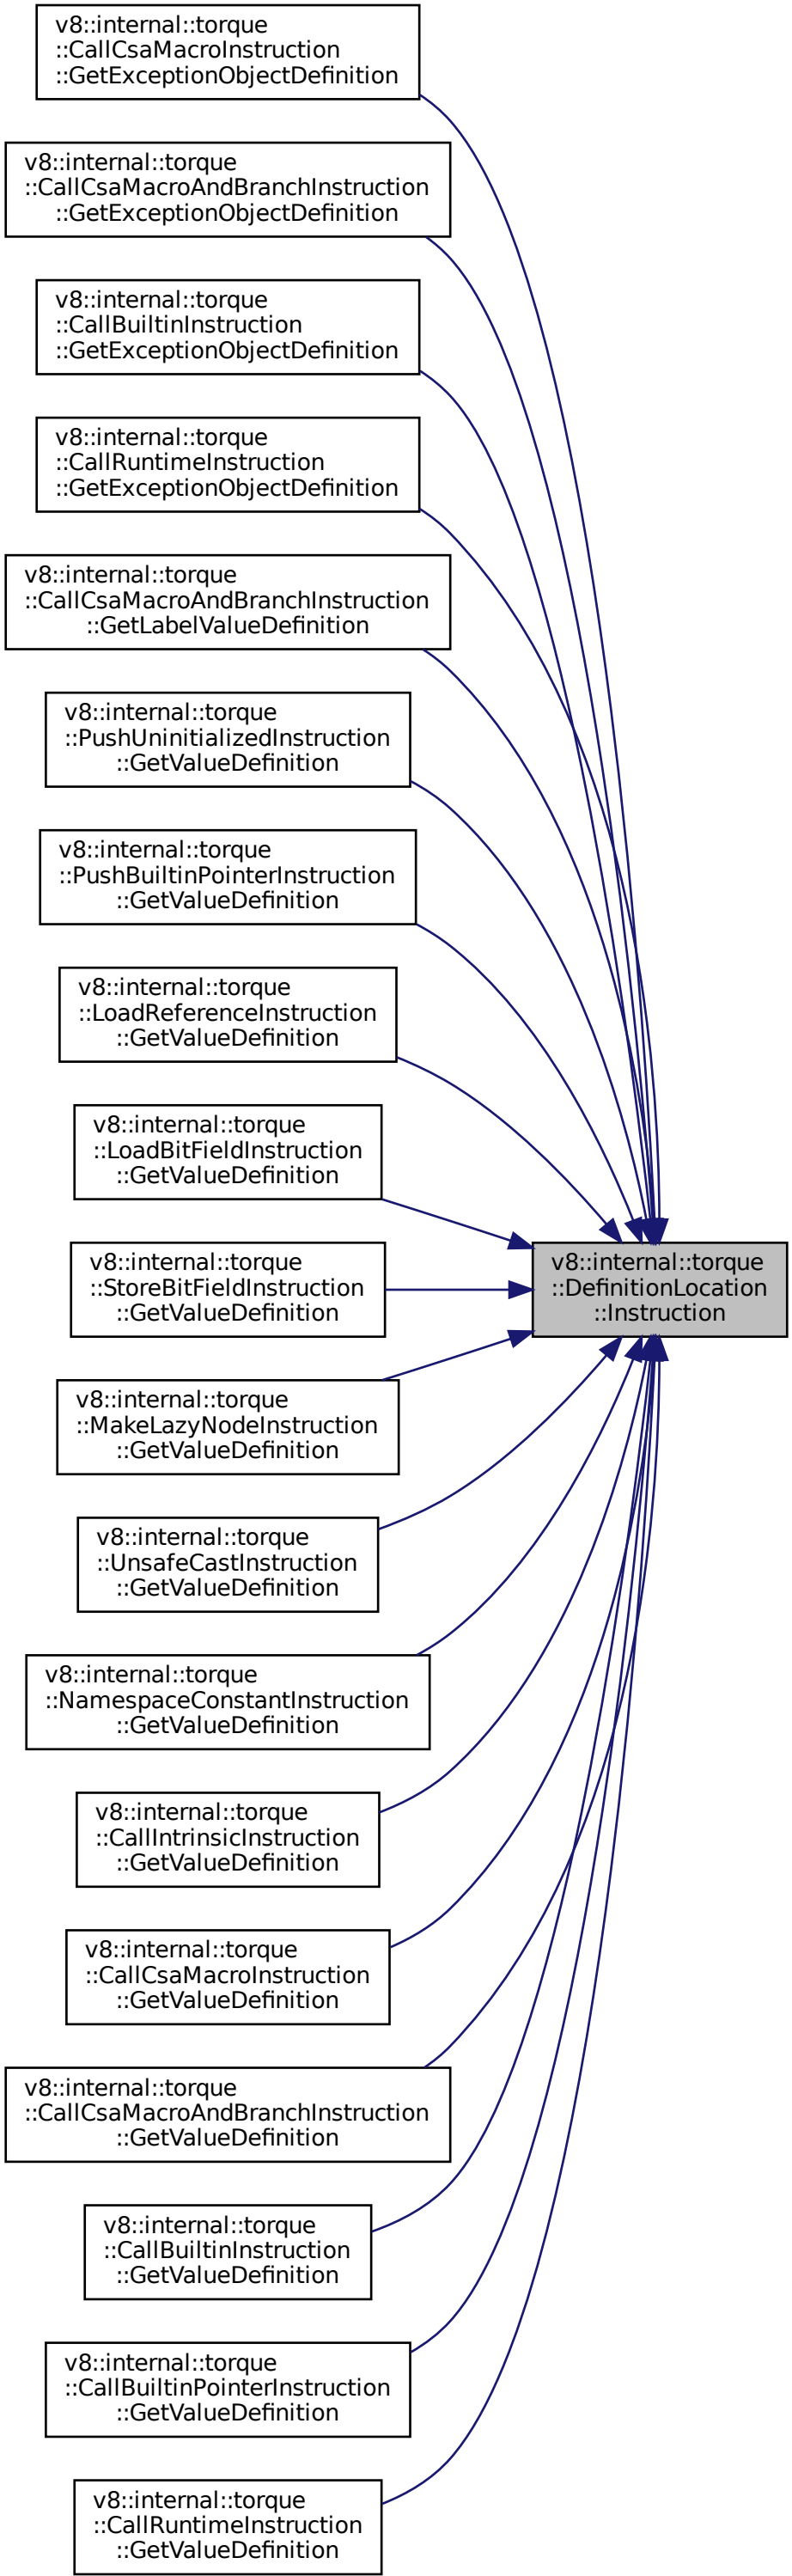 v8::internal::torque
::CallCsaMacroInstruction
::GetExceptionObjectDefinition
v8::internal::torque
::CallCsaMacroAndBranchInstruction
::GetExceptionObjectDefinition
v8::internal::torque
::CallBuiltinInstruction
::GetExceptionObjectDefinition
v8::internal::torque
::CallRuntimeInstruction
::GetExceptionObjectDefinition
v8::internal::torque
::CallCsaMacroAndBranchInstruction
::GetLabelValueDefinition
v8::internal::torque
::PushUninitializedInstruction
::GetValueDefinition
v8::internal::torque
::PushBuiltinPointerInstruction
::GetValueDefinition
v8::internal::torque
::LoadReferenceInstruction
::GetValueDefinition
v8::internal::torque
::LoadBitFieldInstruction
::GetValueDefinition
v8::internal::torque
::StoreBitFieldInstruction
::GetValueDefinition
v8::internal::torque
::DefinitionLocation
::Instruction
v8::internal::torque
::MakeLazyNodeInstruction
::GetValueDefinition
v8::internal::torque
::UnsafeCastInstruction
::GetValueDefinition
v8::internal::torque
::NamespaceConstantInstruction
::GetValueDefinition
v8::internal::torque
::CallIntrinsicInstruction
::GetValueDefinition
v8::internal::torque
::CallCsaMacroInstruction
::GetValueDefinition
v8::internal::torque
::CallCsaMacroAndBranchInstruction
::GetValueDefinition
v8::internal::torque
::CallBuiltinInstruction
::GetValueDefinition
v8::internal::torque
::CallBuiltinPointerInstruction
::GetValueDefinition
v8::internal::torque
::CallRuntimeInstruction
::GetValueDefinition